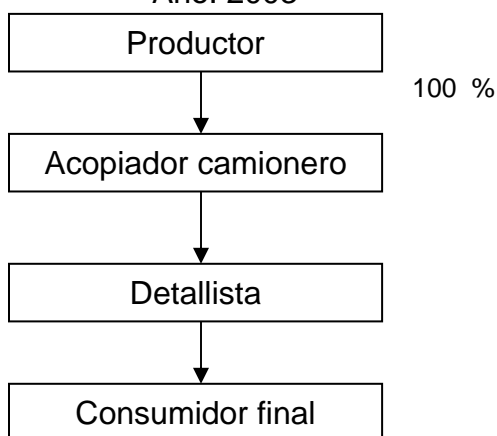 Productor
100 %
Acopiador camionero
Detallista
Consumidor final